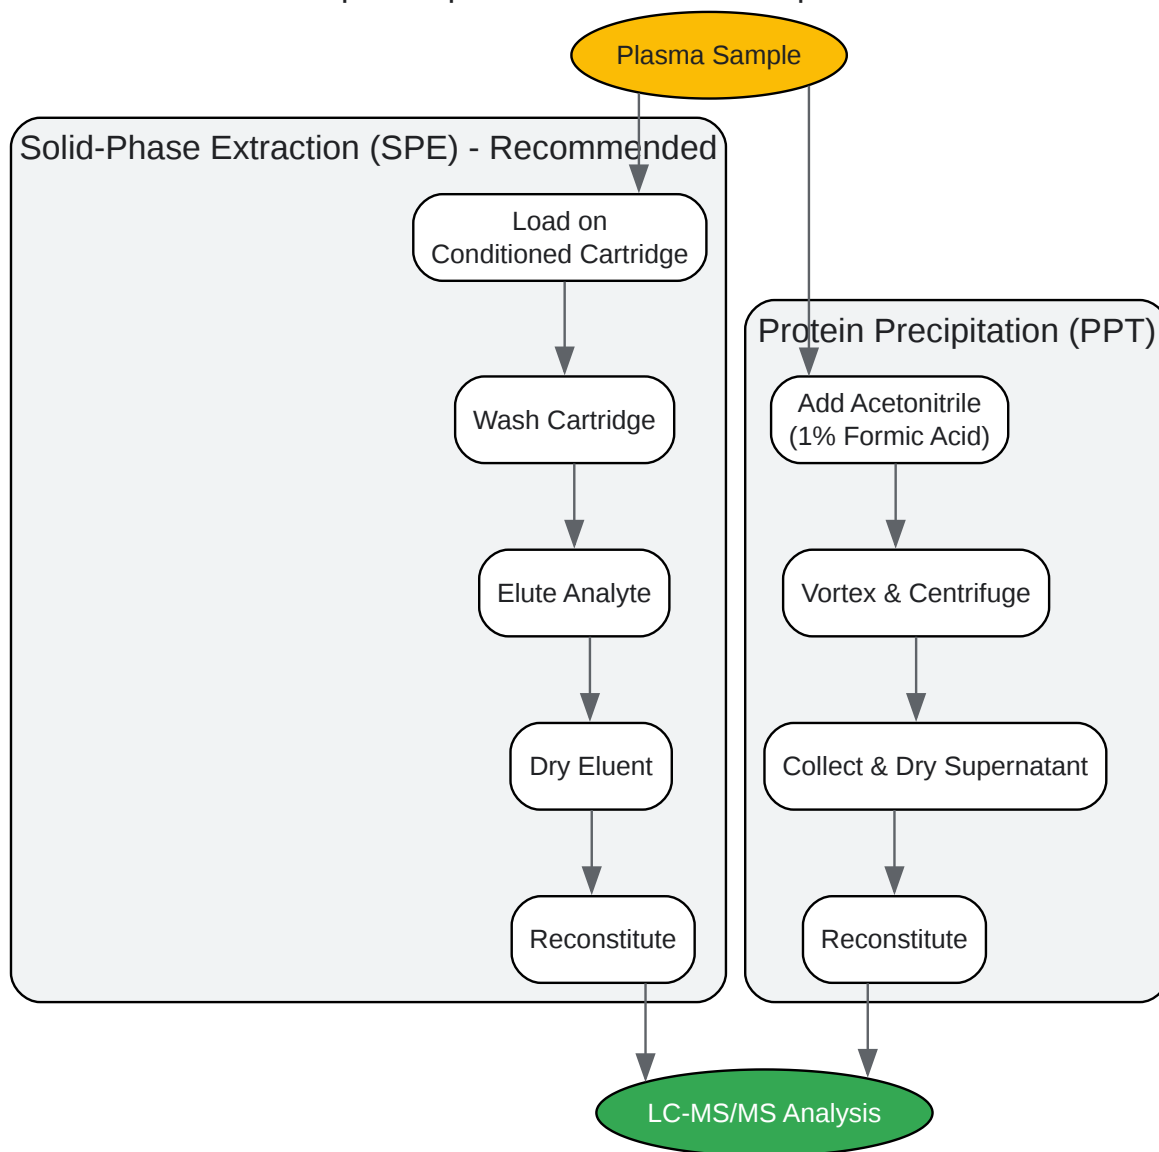 Plasma Sample
Solid-Phase Extraction (SPE) - Recommended
Load on
Conditioned Cartridge
Wash Cartridge
Elute Analyte
Dry Eluent
Reconstitute
Protein Precipitation (PPT)
Add Acetonitrile
(1% Formic Acid)
Vortex & Centrifuge
Collect & Dry Supernatant
Reconstitute
LC-MS/MS Analysis